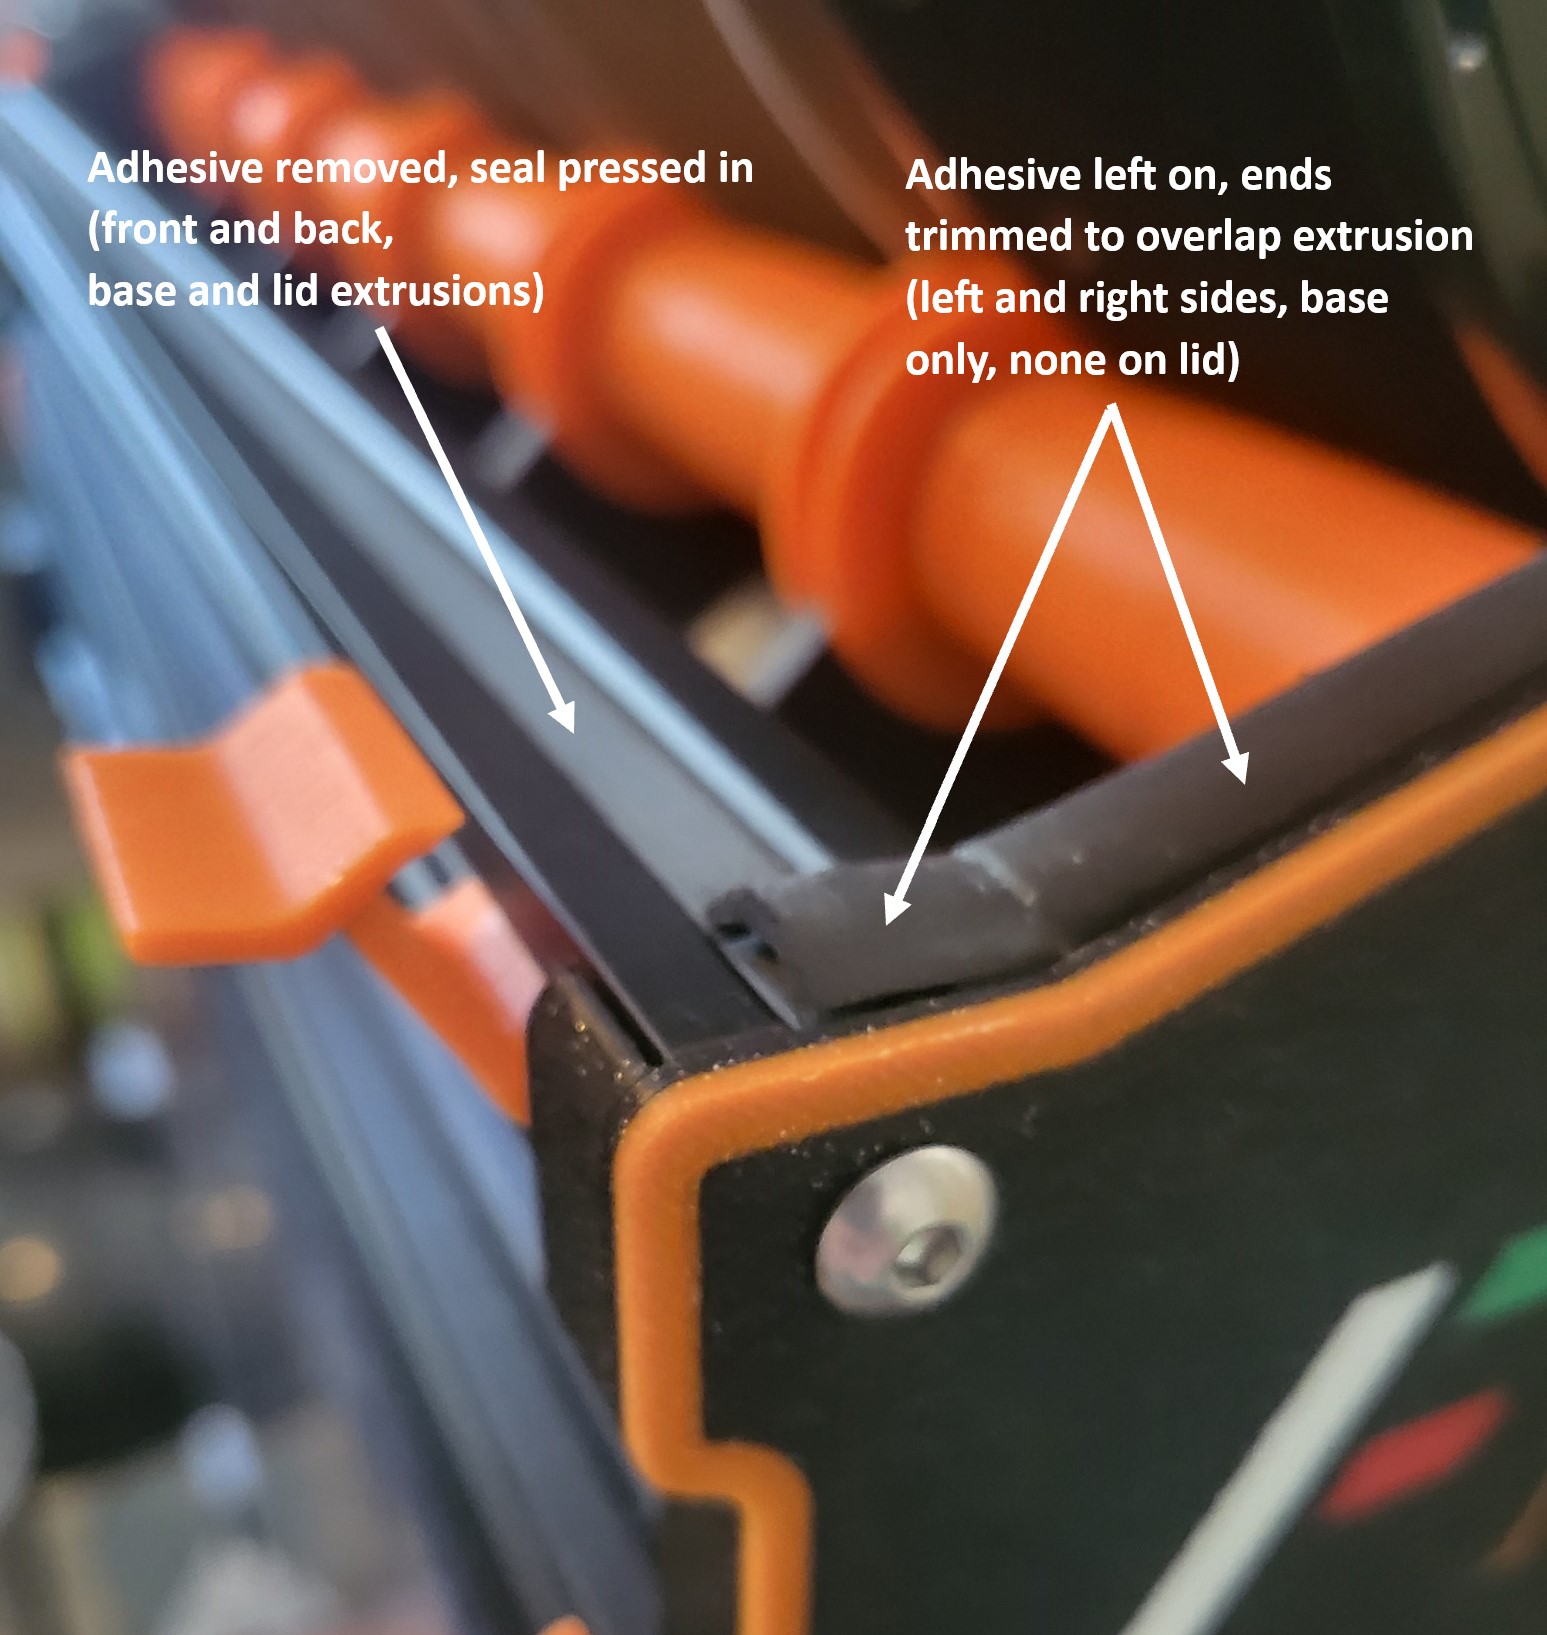 Adhesive removed, seal pressed in
(front and back,
base and lid extrusions)
Adhesive left on, ends
trimmed to overlap extrusion
(left and right sides, base
only, none on lid)